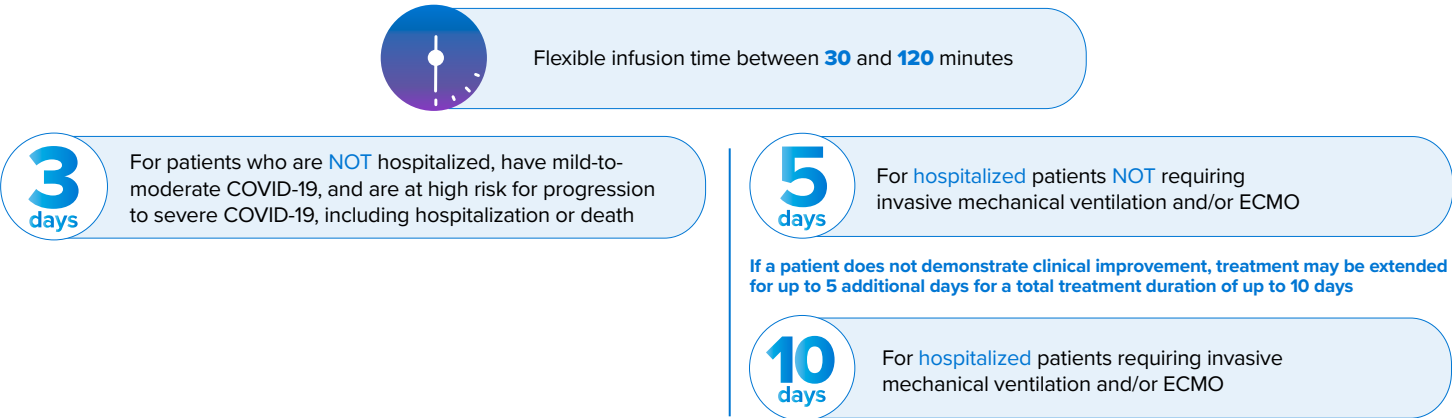 Flexible infusion time between 30 and 120 minutes
3
days
For patients who are NOT hospitalized, have mild-to-
moderate COVID-19, and are at high risk for progression
to severe COVID-19, including hospitalization or death
5
days
For hospitalized patients NOT requiring
invasive mechanical ventilation and/or ECMO
If a patient does not demonstrate clinical improvement, treatment may be extended
for up to 5 additional days for a total treatment duration of up to 10 days
10
days
For hospitalized patients requiring invasive
mechanical ventilation and/or ECMO